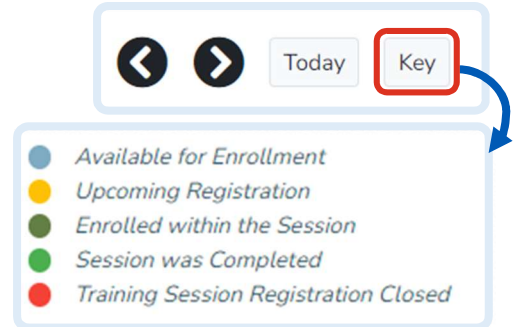 Today Key
Available for Enrollment
Upcoming Registration
Enrolled within the Session
Session was Completed
Training Session Registration Closed